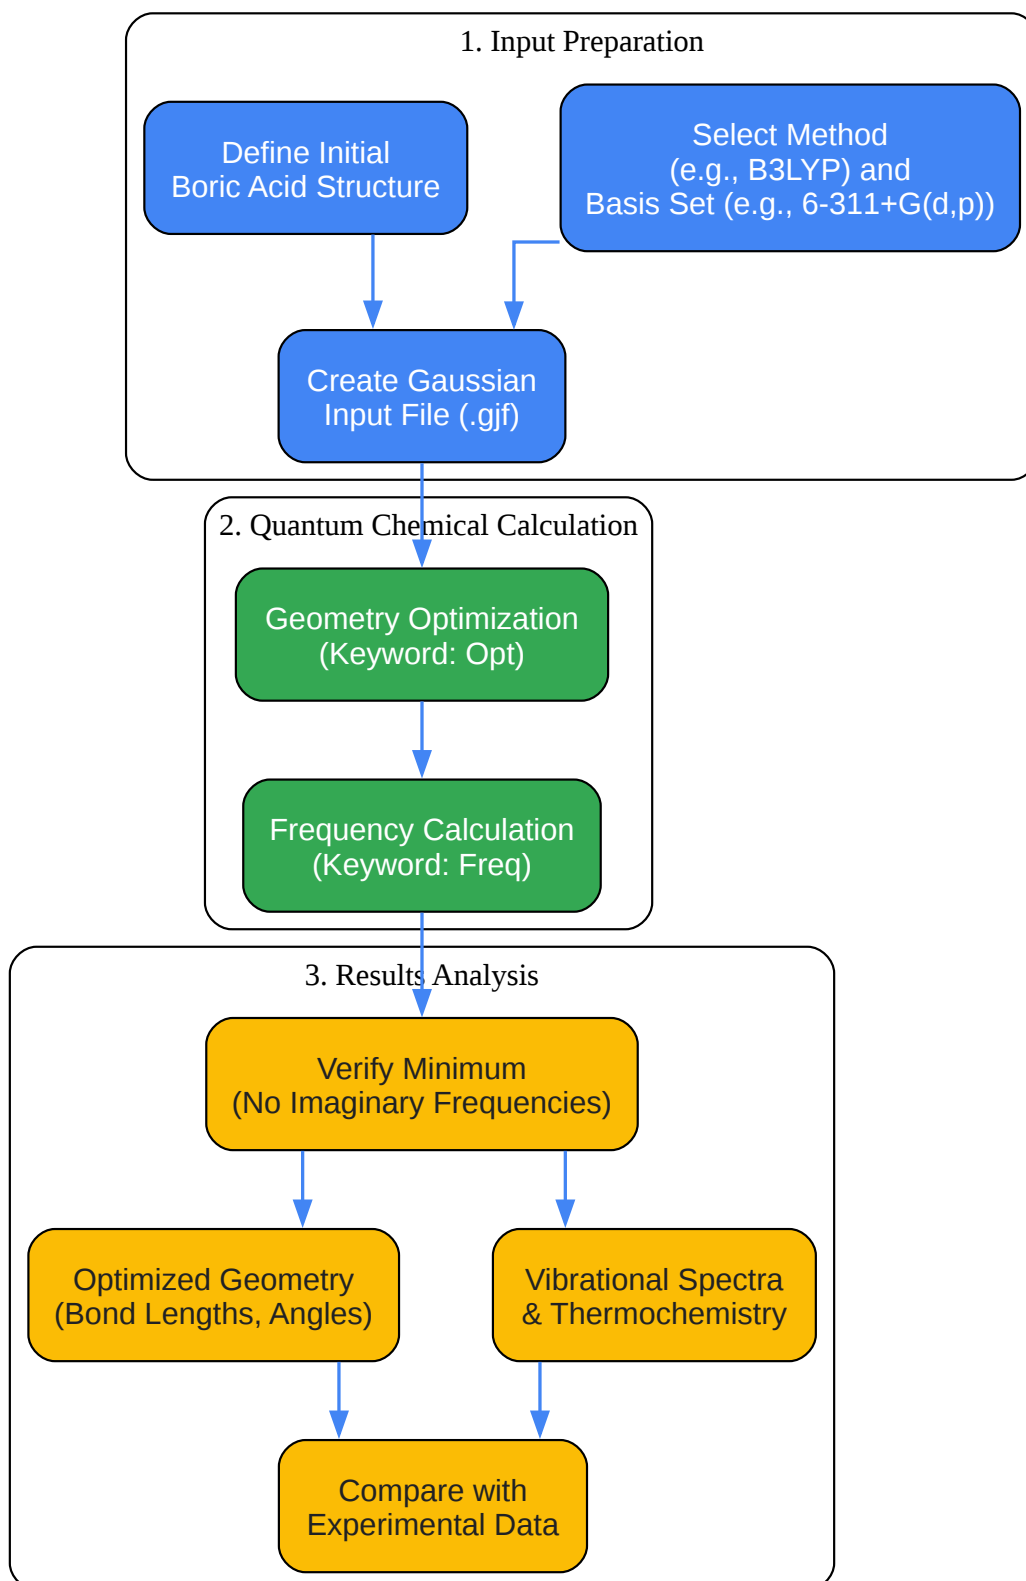 1. Input Preparation
Define Initial
Boric Acid Structure
Select Method
(e.g., B3LYP) and
Basis Set (e.g., 6-311+G(d,p))
Create Gaussian
Input File (.gjf)
2. Quantum Chemical Calculation
Geometry Optimization
(Keyword: Opt)
Frequency Calculation
(Keyword: Freq)
3. Results Analysis
Verify Minimum
(No Imaginary Frequencies)
Optimized Geometry
(Bond Lengths, Angles)
Vibrational Spectra
& Thermochemistry
Compare with
Experimental Data